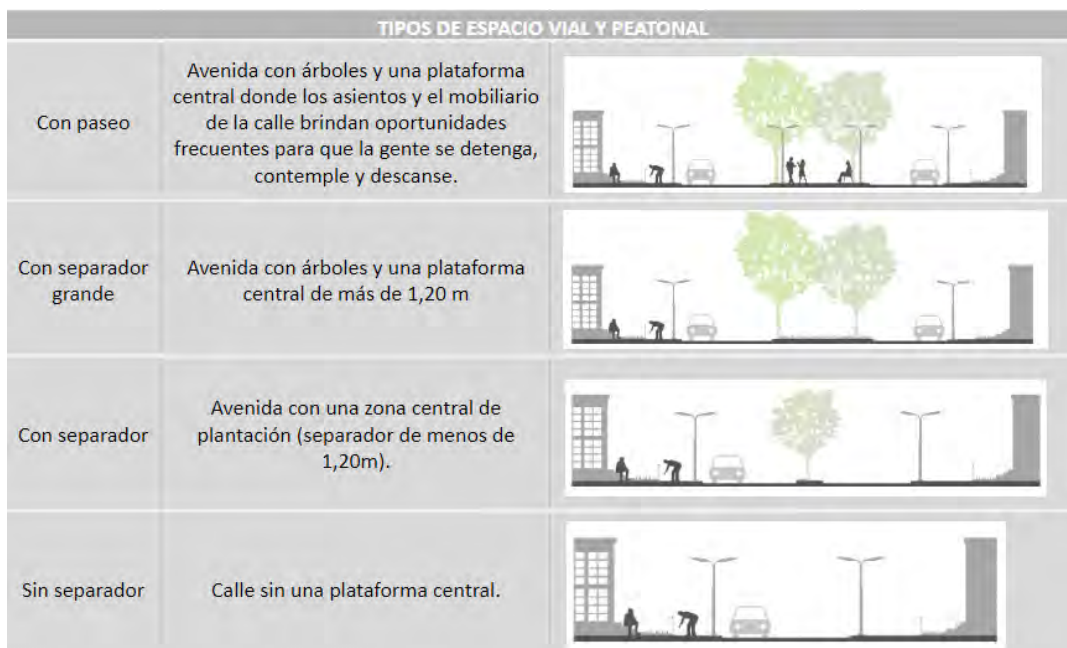 TIPOS DE ESPACIO VIAL Y PEATONAL
Con paseo
Avenida con árboles y una plataforma
central donde los asientos y el mobiliario
de la calle brindan oportunidades
frecuentes para que la gente se detenga,
contemple y descanse.
Con separador
grande
Avenida con árboles y una plataforma
central de más de 1,20 m
Con separador
Avenida con una zona central de
plantación (separador de menos de
1,20m).
Sin separador
Calle sin una plataforma central.